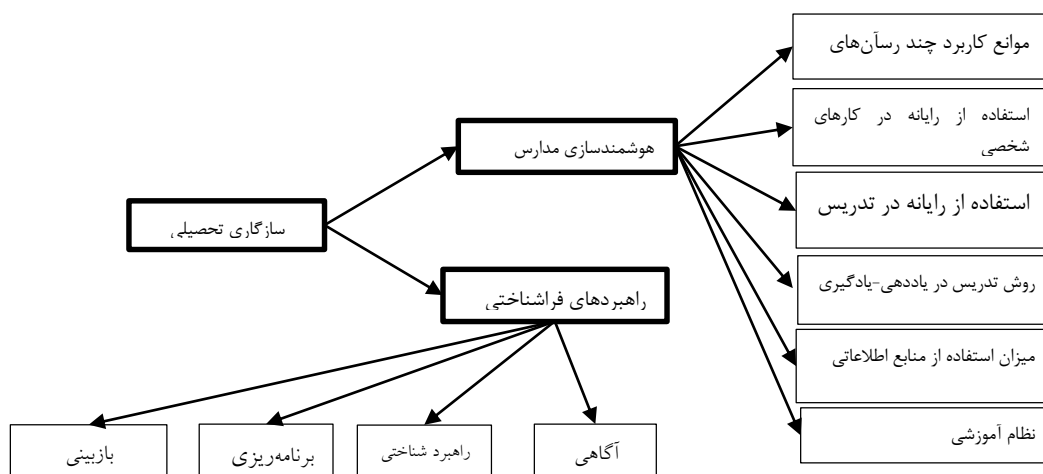 موانع کاربرد چند رسآن‌های
استفاده از رایانه در کارهای
شخصی
هوشمندسازی مدارس
استفاده از رایانه در تدریس
سازگاری تحصیلی
روش تدریس در یاددهی-یادگیری
راهبردهای فراشناختی
میزان استفاده از منابع اطلاعاتی
نظام آموزشی
آگاهی
راهبرد شناختی
برنامه‌ریزی
بازبینی